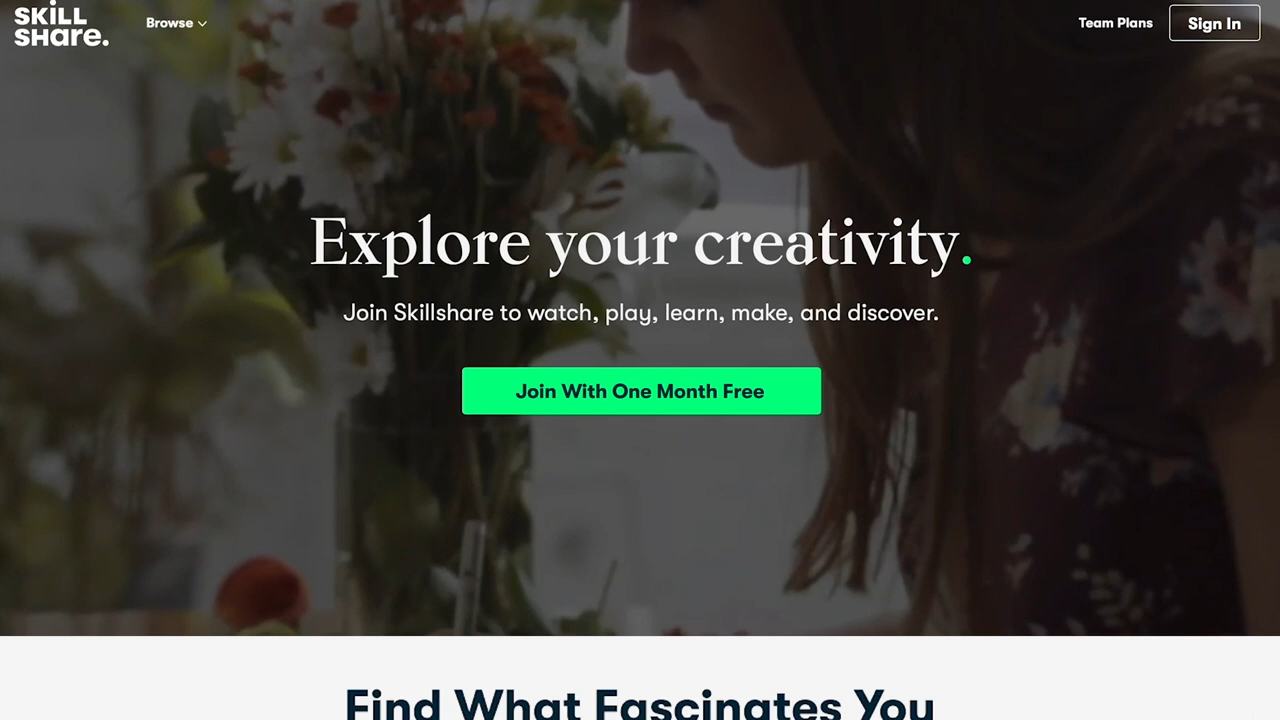 SKiLL
SHare.
Browse
Team Plans
Sign In
Explore your creativity.
Join Skillshare to watch, play, learn, make, and discover.
Join With One Month Free
Find What Fascinates You